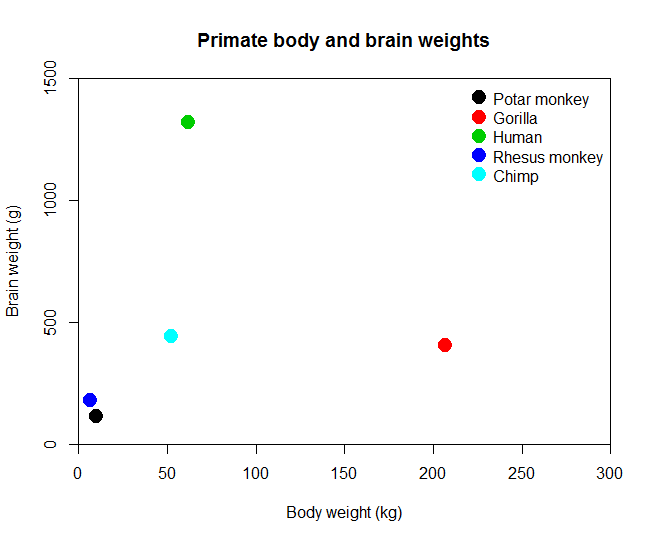 Primate body and brain weights
1500
1000
500
0
Brain weight (g)
Potar monkey
Gorilla
Human
Rhesus monkey
Chimp
0 50 100 150 200 250 300
Body weight (kg)